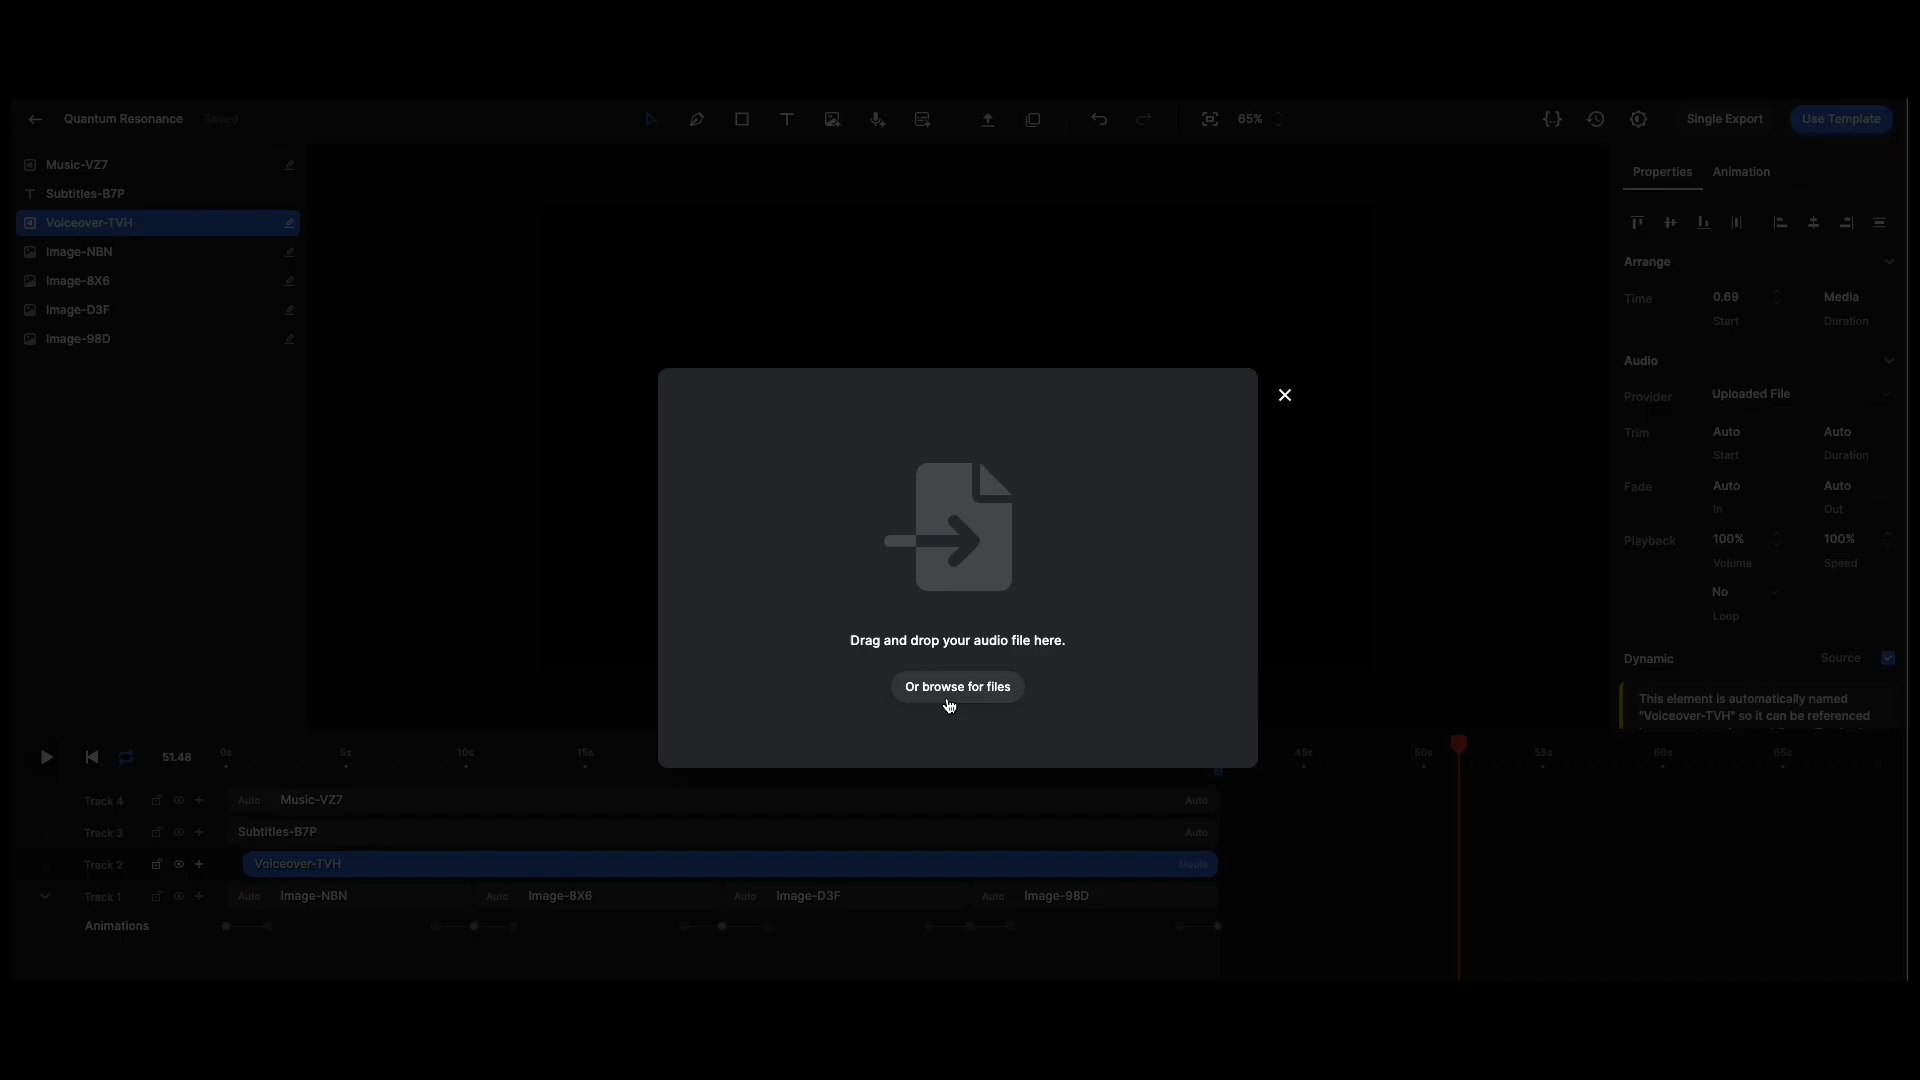 Quantum Resonance Saved
65%
Single Export
Use Template
Music-VZ7
Subtitles-B7P
Voiceover-TVH
Image-NBN
Image-8X6
Image-D3F
Image-98D
Properties Animation
Arrange
Time 0.69 Media
Start Duration
Audio
Provider Uploaded File
Trim Auto Auto
Start Duration
Fade Auto Auto
In Out
Playback 100% 100%
Volume Speed
No
Loop
Dynamic Source
This element is automatically named
"Voiceover-TVH" so it can be referenced
Drag and drop your audio file here.
Or browse for files
51.48 0s 5s 10s 15s 45s 50s 55s 60s 65s
Track 4 Auto Music-VZ7 Auto
Track 3 Subtitles-B7P Auto
Track 2 Voiceover-TVH Media
Track 1 Auto Image-NBN Auto Image-8X6 Auto Image-D3F Auto Image-98D
Animations